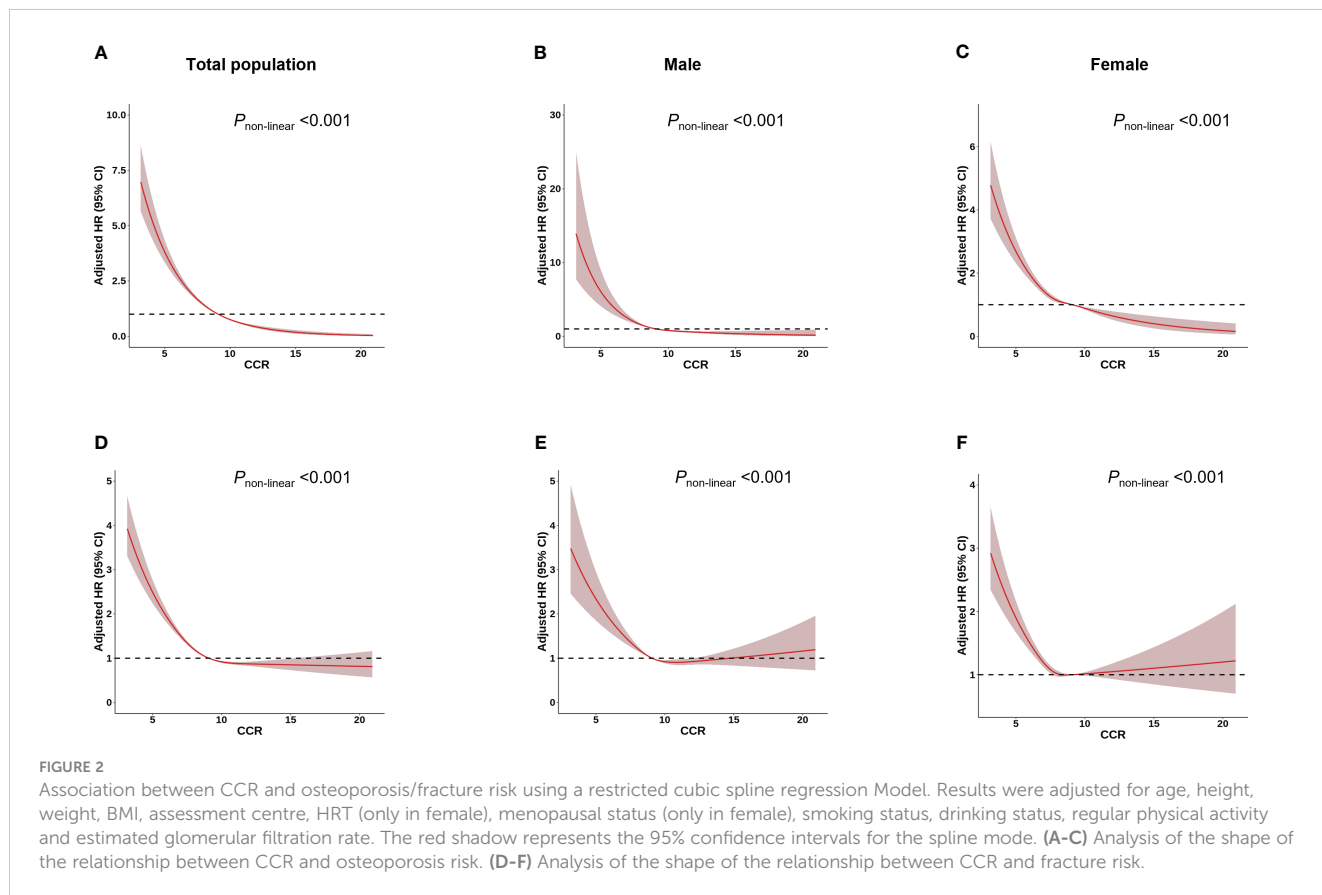 A
Total population
B
Male
C
Female
P non-linear <0.001
10.0
7.5
5.0
2.5
0.0
Adjusted HR (95% CI)
5 10 15 20
CCR
P non-linear <0.001
30
20
10
0
Adjusted HR (95% CI)
5 10 15 20
CCR
P non-linear <0.001
6
4
2
0
Adjusted HR (95% CI)
5 10 15 20
CCR
D
P non-linear <0.001
5
4
3
2
1
0
Adjusted HR (95% CI)
5 10 15 20
CCR
E
P non-linear <0.001
5
4
3
2
1
0
Adjusted HR (95% CI)
5 10 15 20
CCR
F
P non-linear <0.001
4
3
2
1
Adjusted HR (95% CI)
5 10 15 20
CCR
FIGURE 2
Association between CCR and osteoporosis/fracture risk using a restricted cubic spline regression Model. Results were adjusted for age, height,
weight, BMI, assessment centre, HRT (only in female), menopausal status (only in female), smoking status, drinking status, regular physical activity
and estimated glomerular filtration rate. The red shadow represents the 95% confidence intervals for the spline mode. (A-C) Analysis of the shape of
the relationship between CCR and osteoporosis risk. (D-F) Analysis of the shape of the relationship between CCR and fracture risk.